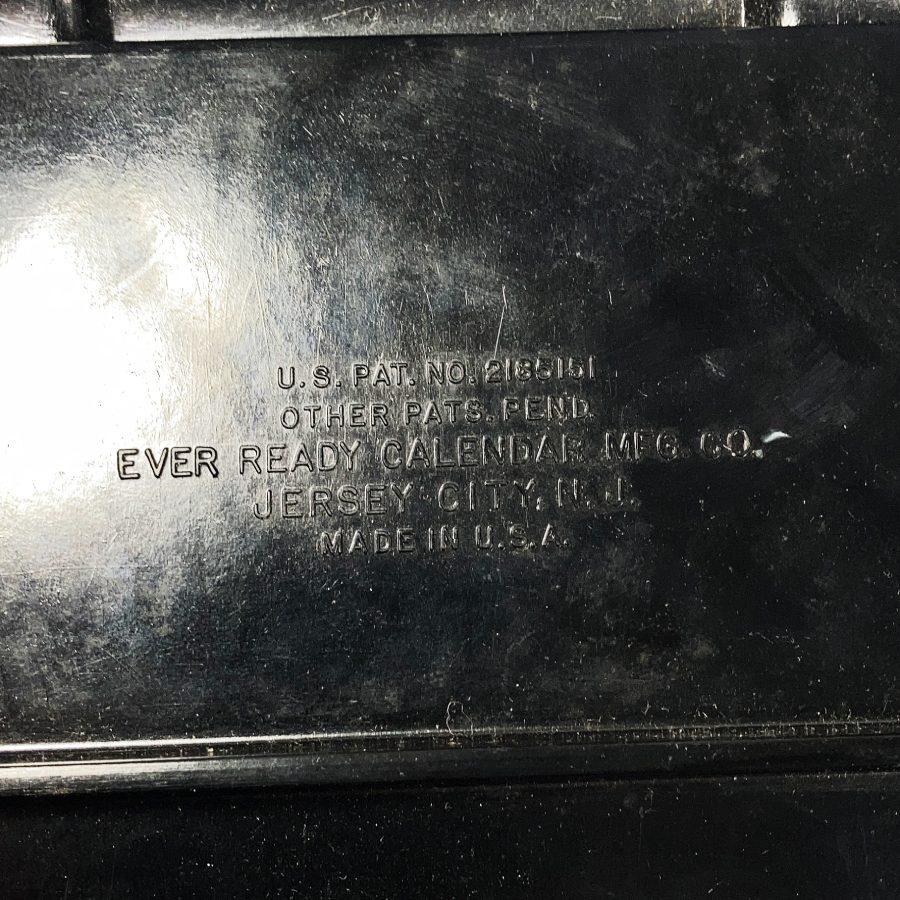 U.S. PAT. NO. 2185151
OTHER PATS. PEND.
EVER READY CALENDAR MFG. CO.
JERSEY CITY, N. J.
MADE IN U.S.A.